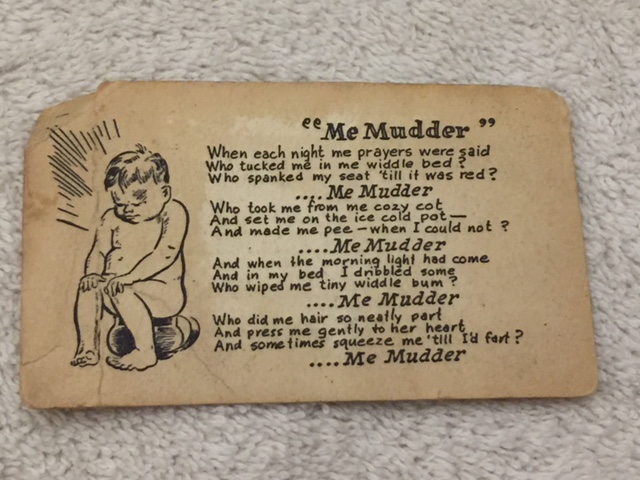 "Me Mudder"
When each night me prayers were said
Who tucked me in me widdle bed?
Who spanked my seat 'till it was red?
....Me Mudder
Who took me from me cozy cot
And set me on the ice cold pot—
And made me pee — when I could not?
....Me Mudder
And when the morning light had come
And in my bed I dribbled some
Who wiped me tiny widdle bum?
....Me Mudder
Who did me hair so neatly part
And press me gently to her heart
And sometimes squeeze me 'till I'd fart?
....Me Mudder